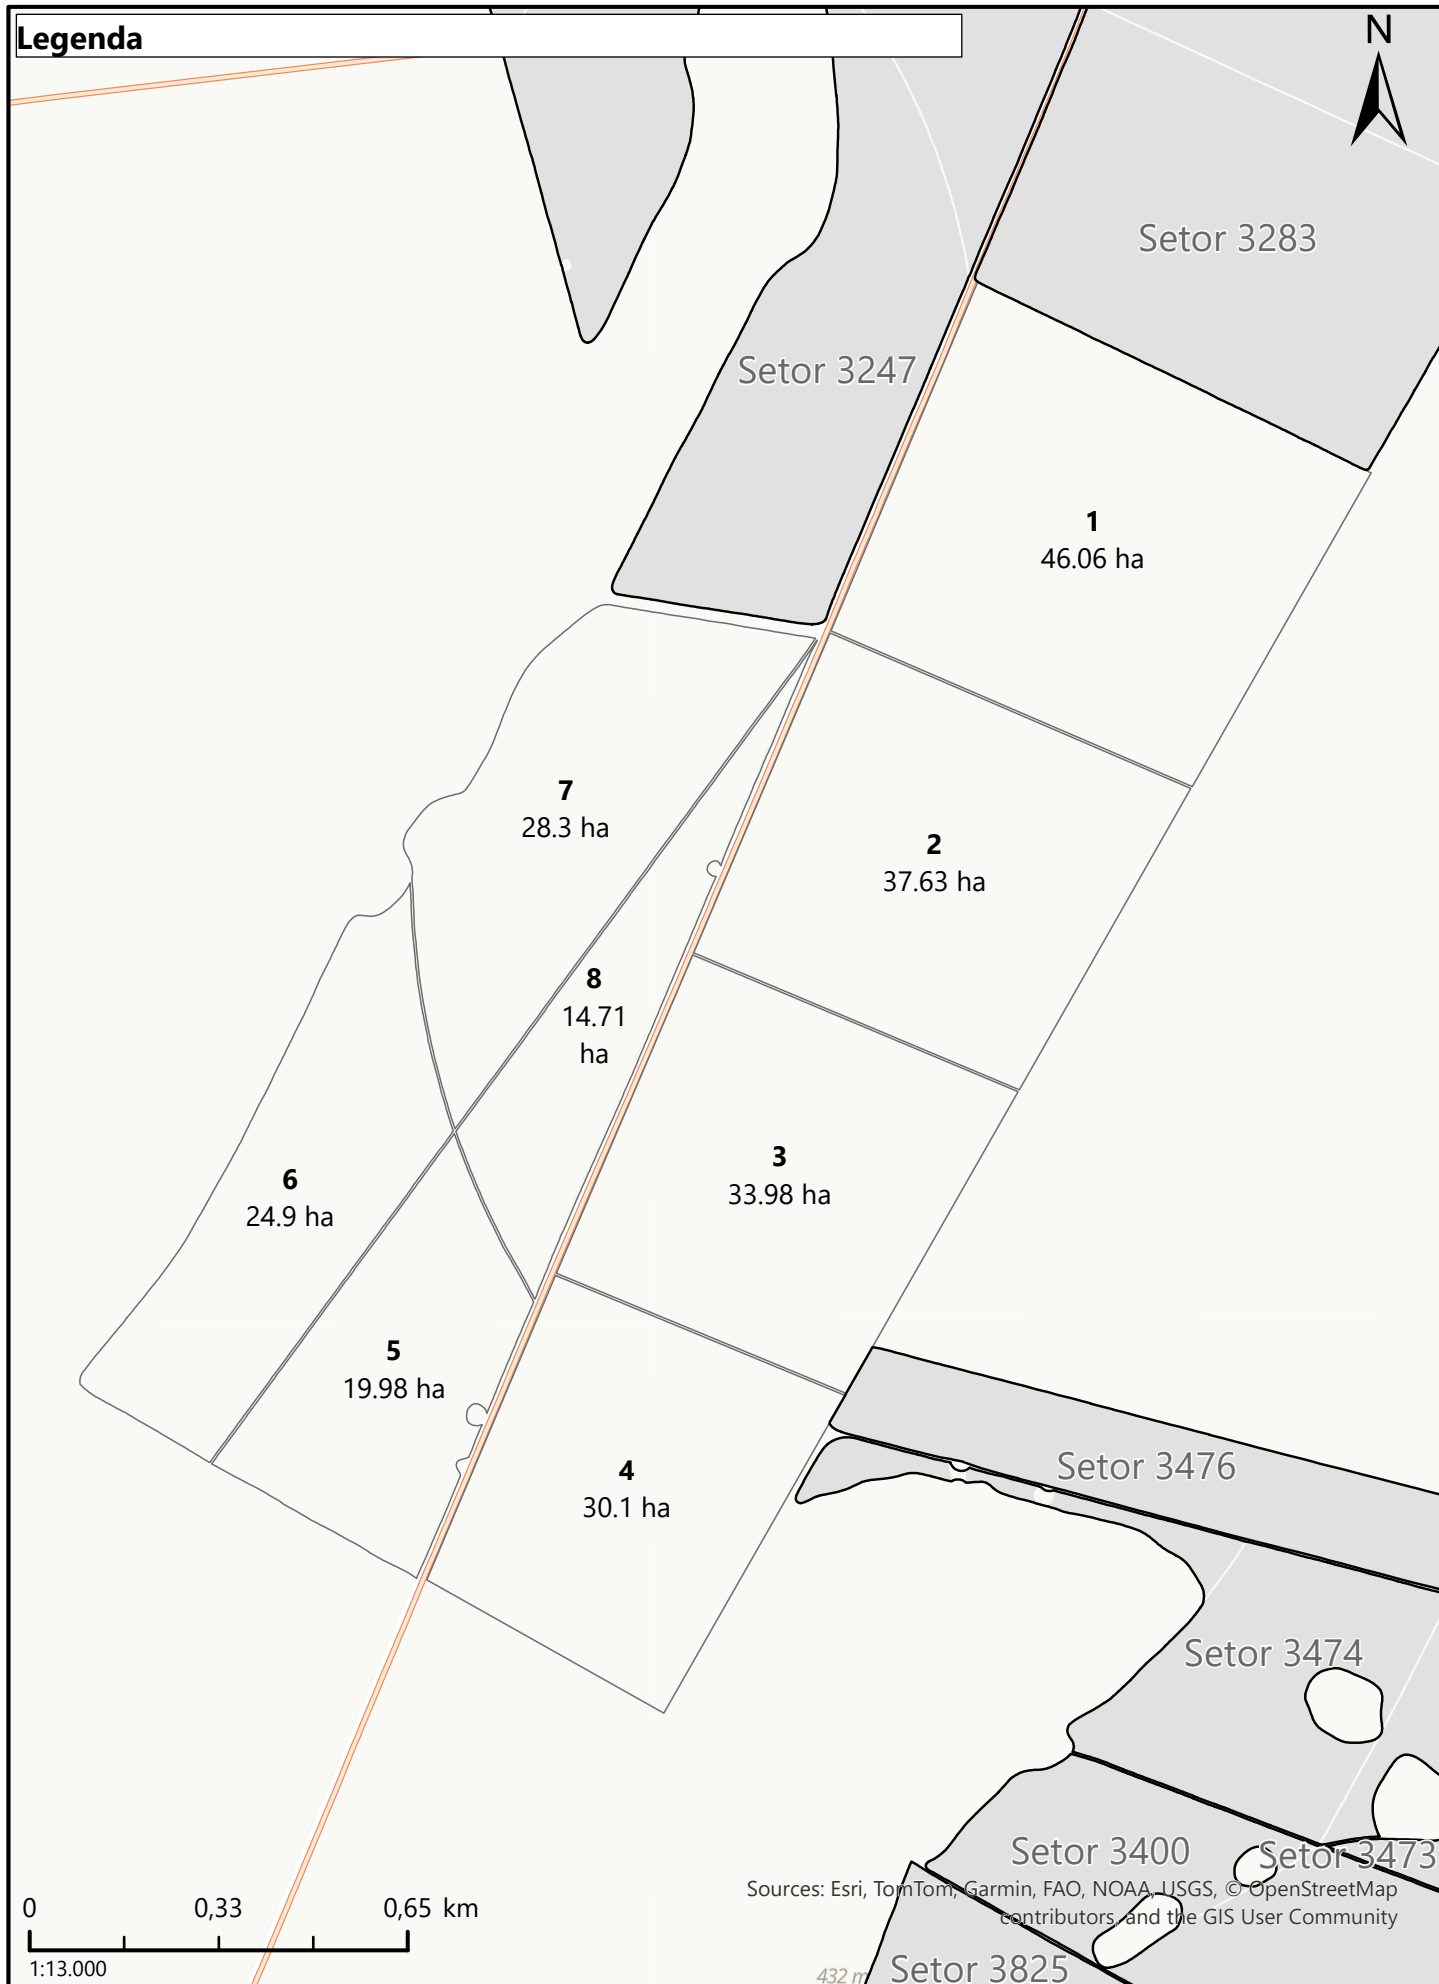 Legenda
N
Setor 3283
Setor 3247
1
46.06 ha
7
28.3 ha
2
37.63 ha
8
14.71
ha
3
33.98 ha
6
24.9 ha
5
19.98 ha
4
30.1 ha
Setor 3476
Setor 3474
Setor 3400
Setor 3473
Sources: Esri, TomTom, Garmin, FAO, NOAA, USGS, © OpenStreetMap
contributors, and the GIS User Community
0 0,33 0,65 km
1:13.000
432 m
Setor 3825